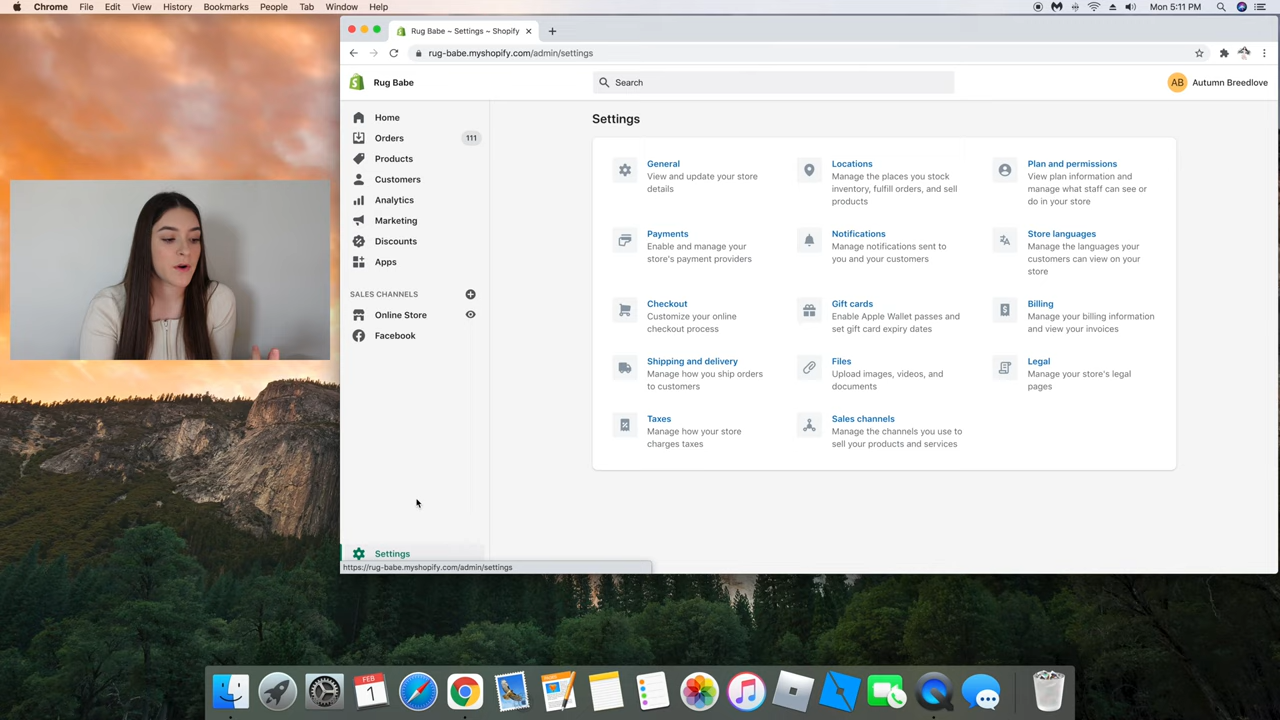 Chrome File Edit View History Bookmarks People Tab Window Help
Mon 5:11 PM
Rug Babe ~ Settings ~ Shopify
rug-babe.myshopify.com/admin/settings
Rug Babe
Search
AB Autumn Breedlove
Home
Orders 111
Products
Customers
Analytics
Marketing
Discounts
Apps
SALES CHANNELS
Online Store
Facebook
Settings
https://rug-babe.myshopify.com/admin/settings
Settings
General
View and update your store
details
Locations
Manage the places you stock
inventory, fulfill orders, and sell
products
Plan and permissions
View plan information and
manage what staff can see or
do in your store
Payments
Enable and manage your
store's payment providers
Notifications
Manage notifications sent to
you and your customers
Store languages
Manage the languages your
customers can view on your
store
Checkout
Customize your online
checkout process
Gift cards
Enable Apple Wallet passes and
set gift card expiry dates
Billing
Manage your billing information
and view your invoices
Shipping and delivery
Manage how you ship orders
to customers
Files
Upload images, videos, and
documents
Legal
Manage your store's legal
pages
Taxes
Manage how your store
charges taxes
Sales channels
Manage the channels you use to
sell your products and services
FEB
1